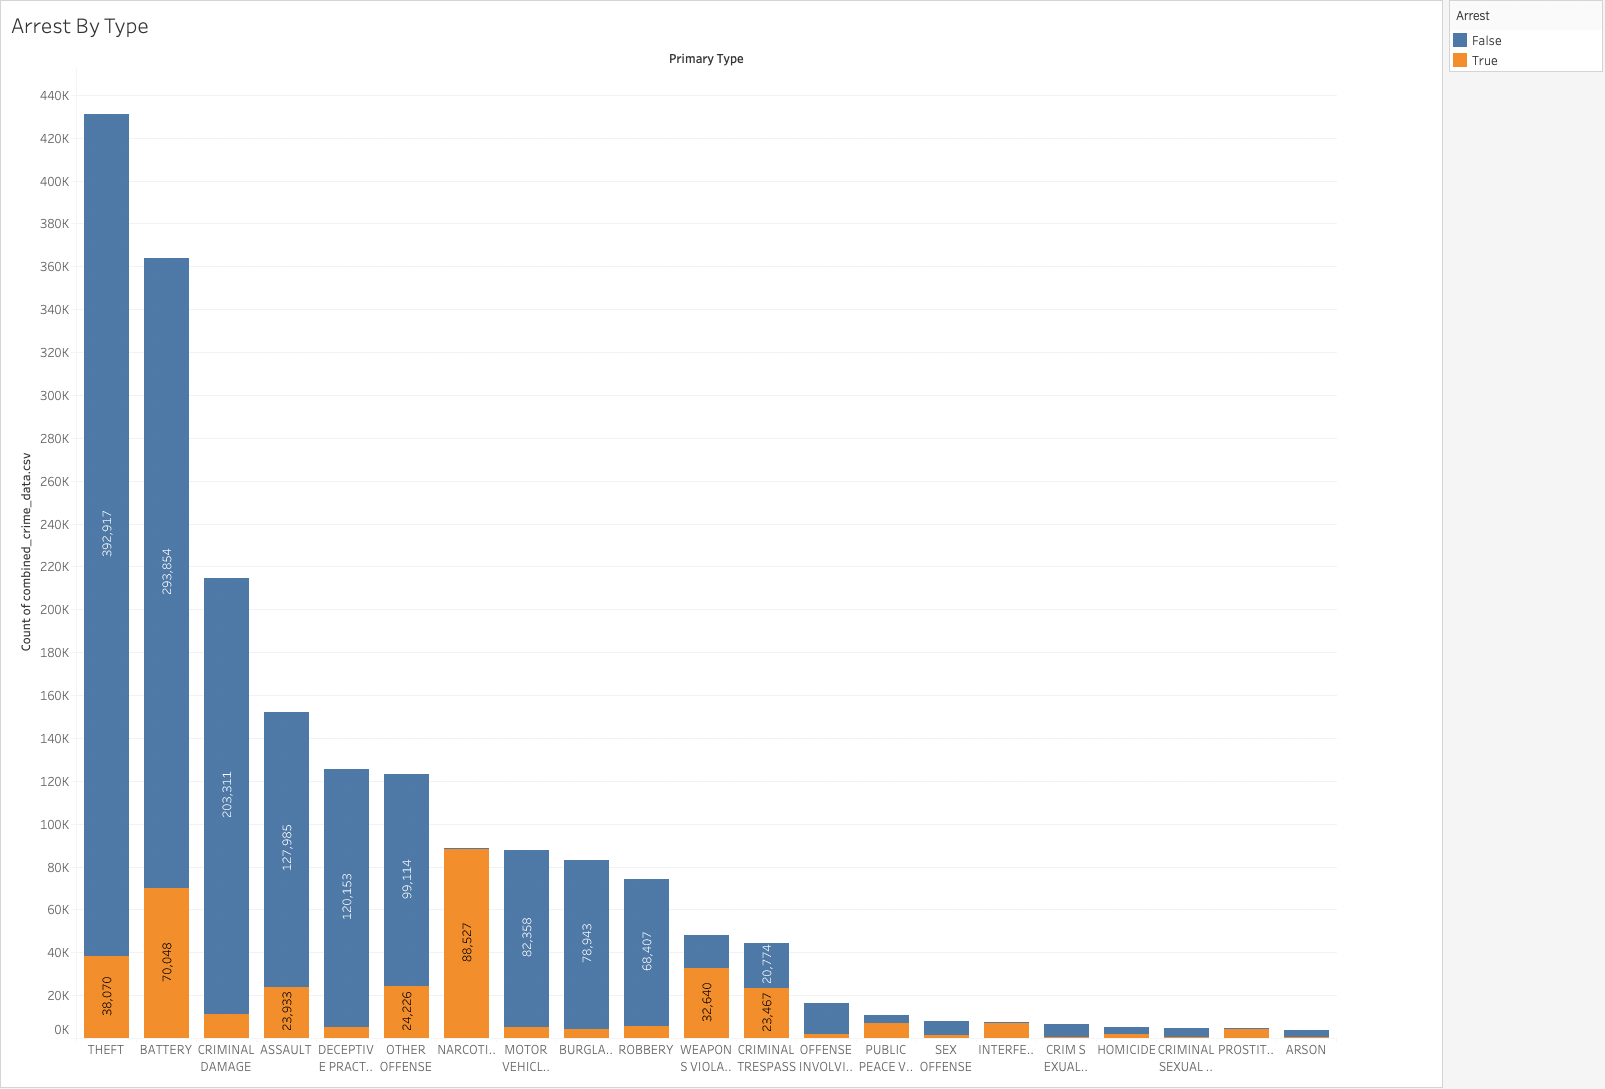 Arrest By Type
Primary Type
Arrest
False
True
Count of combined_crime_data.csv
440K
420K
400K
380K
360K
340K
320K
300K
280K
260K
240K
220K
200K
180K
160K
140K
120K
100K
80K
60K
40K
20K
0K
392,917
38,070
293,854
70,048
203,311
127,985
23,933
120,153
99,114
24,226
88,527
82,358
78,943
68,407
32,640
20,774
23,467
THEFT
BATTERY
CRIMINAL
DAMAGE
ASSAULT
DECEPTIV
E PRACT..
OTHER
OFFENSE
NARCOTI..
MOTOR
VEHICL..
BURGLA..
ROBBERY
WEAPON
S VIOLA..
CRIMINAL
TRESPASS
OFFENSE
INVOLVI..
PUBLIC
PEACE V..
SEX
OFFENSE
INTERFE..
CRIM S
EXUAL..
HOMICIDE
CRIMINAL
SEXUAL ..
PROSTIT..
ARSON